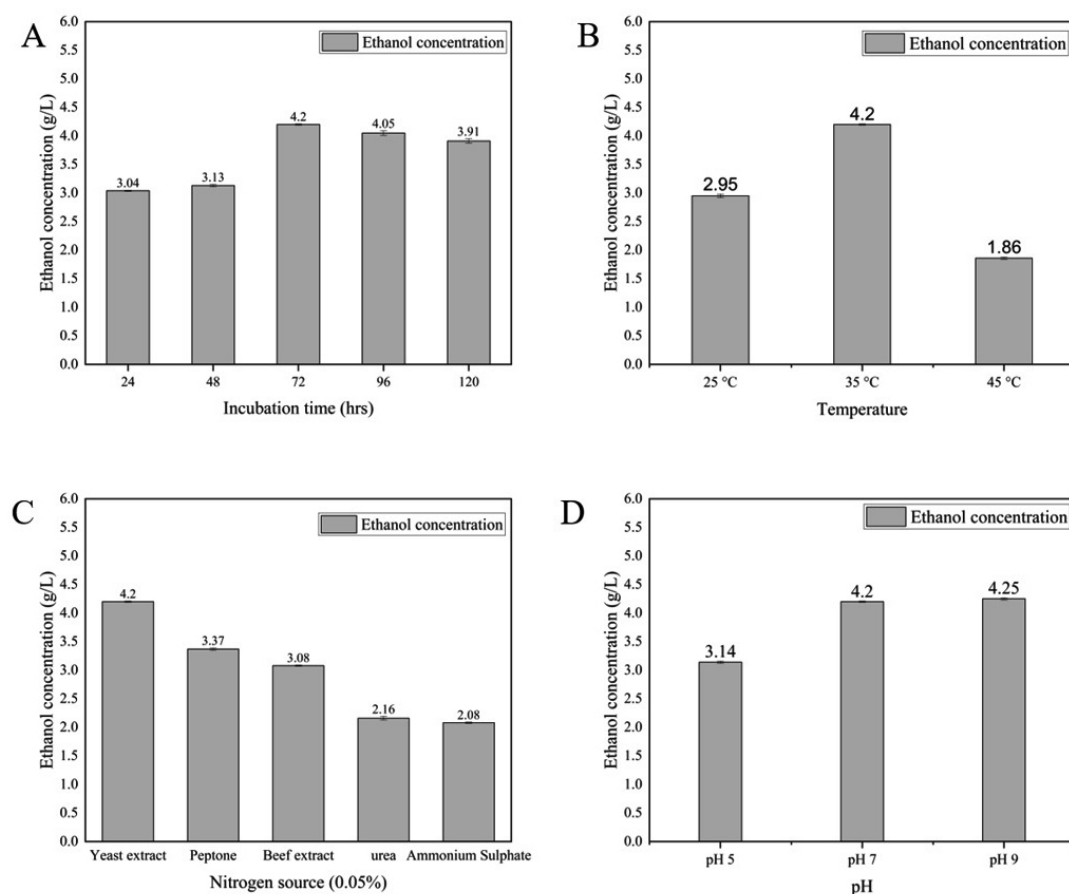 A
Ethanol concentration
Ethanol concentration (g/L)
6.0
5.5
5.0
4.5
4.0
3.5
3.0
2.5
2.0
1.5
1.0
0.5
0.0
3.04
3.13
4.2
4.05
3.91
24
48
72
96
120
Incubation time (hrs)
B
Ethanol concentration
Ethanol concentration (g/L)
6.0
5.5
5.0
4.5
4.0
3.5
3.0
2.5
2.0
1.5
1.0
0.5
0.0
2.95
4.2
1.86
25 °C
35 °C
45 °C
Temperature
C
Ethanol concentration
Ethanol concentration (g/L)
6.0
5.5
5.0
4.5
4.0
3.5
3.0
2.5
2.0
1.5
1.0
0.5
0.0
4.2
3.37
3.08
2.16
2.08
Yeast extract
Peptone
Beef extract
urea
Ammonium Sulphate
Nitrogen source (0.05%)
D
Ethanol concentration
Ethanol concentration (g/L)
6.0
5.5
5.0
4.5
4.0
3.5
3.0
2.5
2.0
1.5
1.0
0.5
0.0
3.14
4.2
4.25
pH 5
pH 7
pH 9
pH